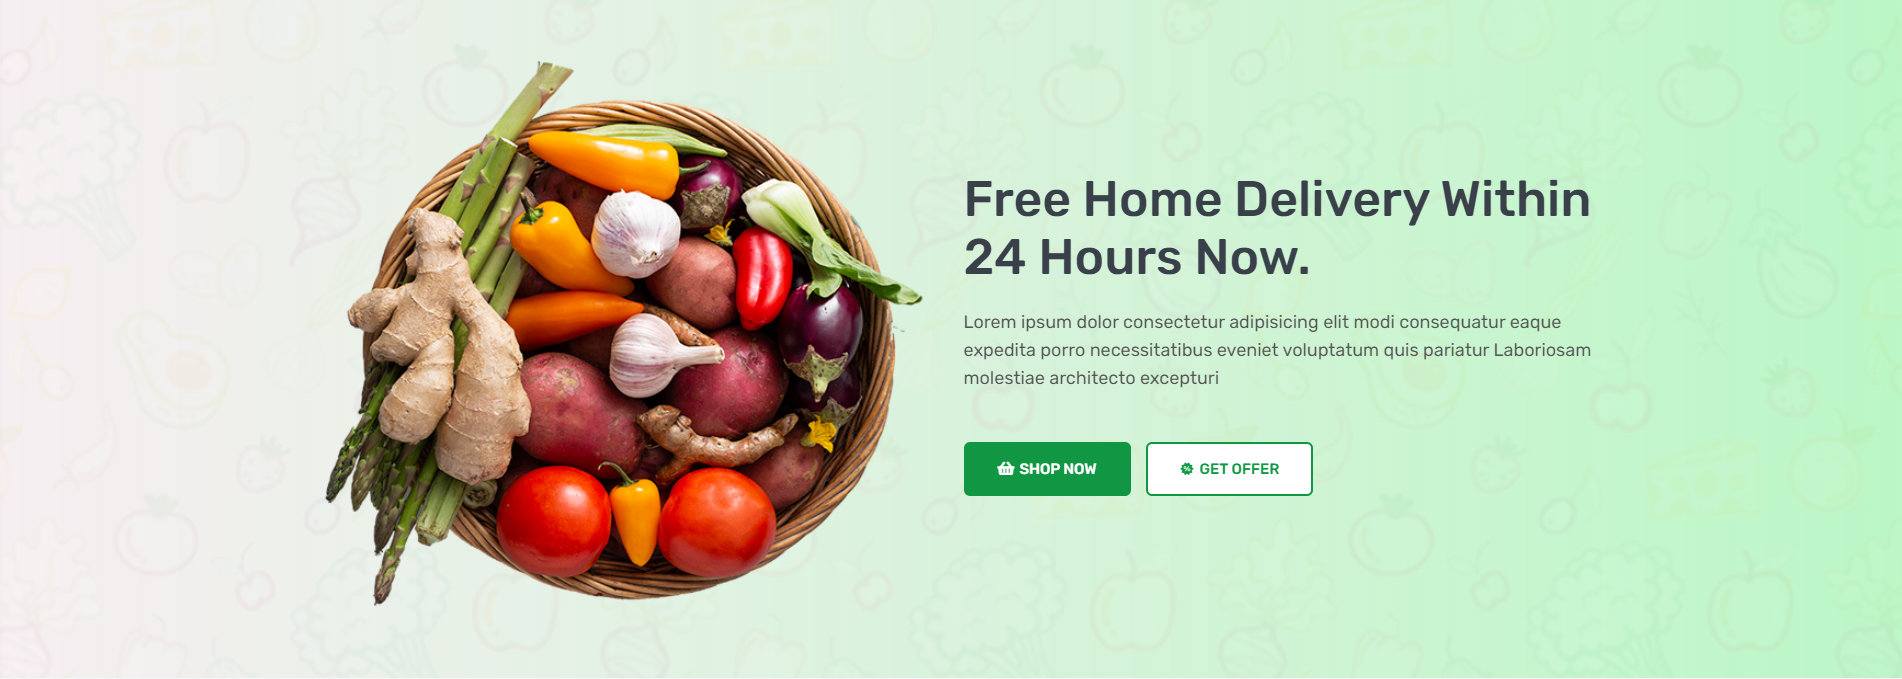 Free Home Delivery Within
24 Hours Now.
Lorem ipsum dolor consectetur adipisicing elit modi consequatur eaque
expedita porro necessitatibus eveniet voluptatum quis pariatur Laboriosam
molestiae architecto excepturi
SHOP NOW
GET OFFER